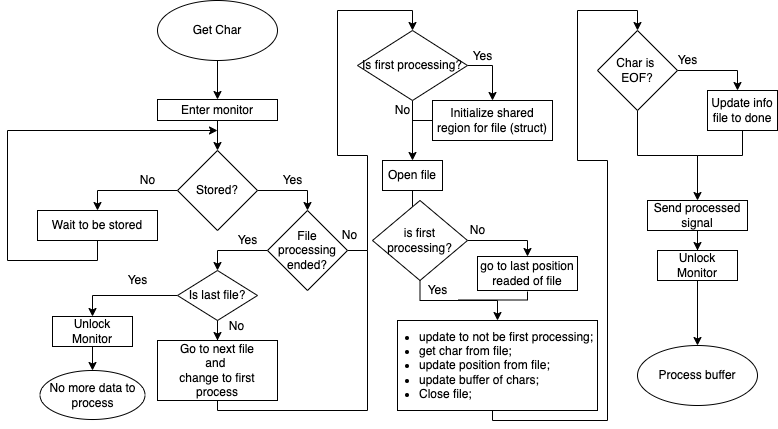 Get Char
Enter monitor
Stored?
No
Yes
Wait to be stored
File
processing
ended?
Yes
No
Is last file?
Yes
No
Unlock
Monitor
No more data to
process
Go to next file
and
change to first
process
Is first processing?
Yes
No
Initialize shared
region for file (struct)
Open file
is first
processing?
No
Yes
go to last position
readed of file
• update to not be first processing;
• get char from file;
• update position from file;
• update buffer of chars;
• Close file;
Char is
EOF?
Yes
Update info
file to done
Send processed
signal
Unlock
Monitor
Process buffer